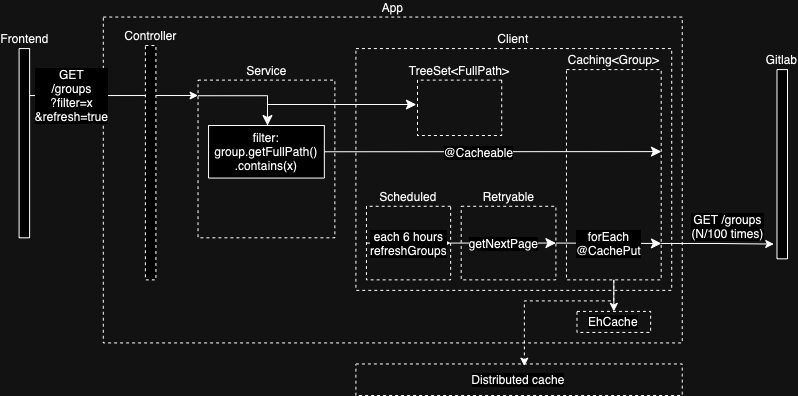 App
Frontend
Controller
Client
Gitlab
Service
TreeSet<FullPath>
Caching<Group>
GET
/groups
?filter=x
&refresh=true
filter:
group.getFullPath()
.contains(x)
@Cacheable
Scheduled
Retryable
each 6 hours
refreshGroups
getNextPage
forEach
@CachePut
GET /groups
(N/100 times)
EhCache
Distributed cache